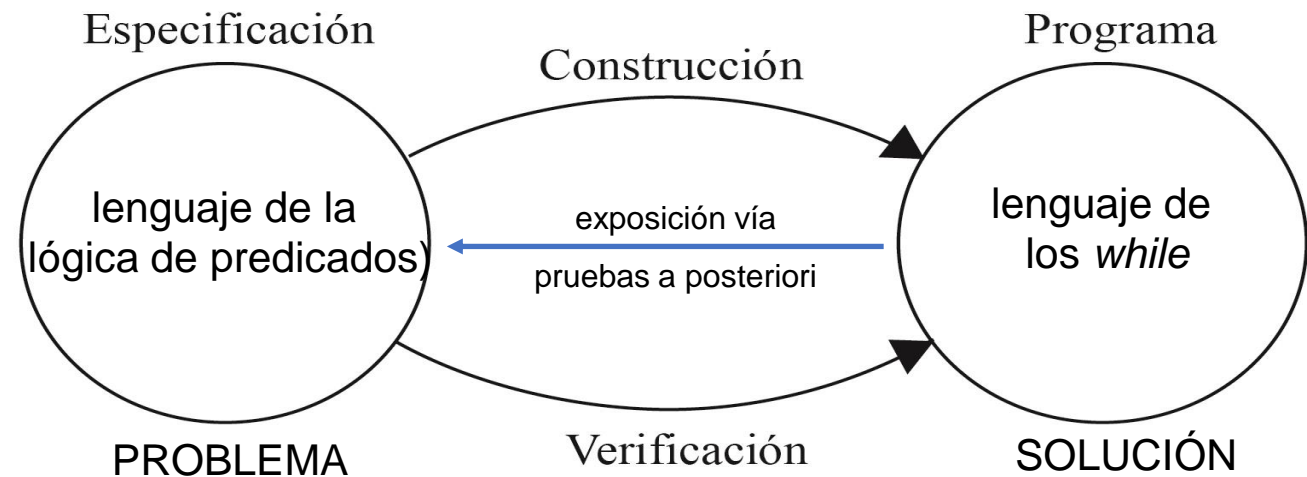 Especificación
Programa
Construcción
lenguaje de la
lógica de predicados)
exposición vía
pruebas a posteriori
lenguaje de
los while
Verificación
PROBLEMA
SOLUCIÓN